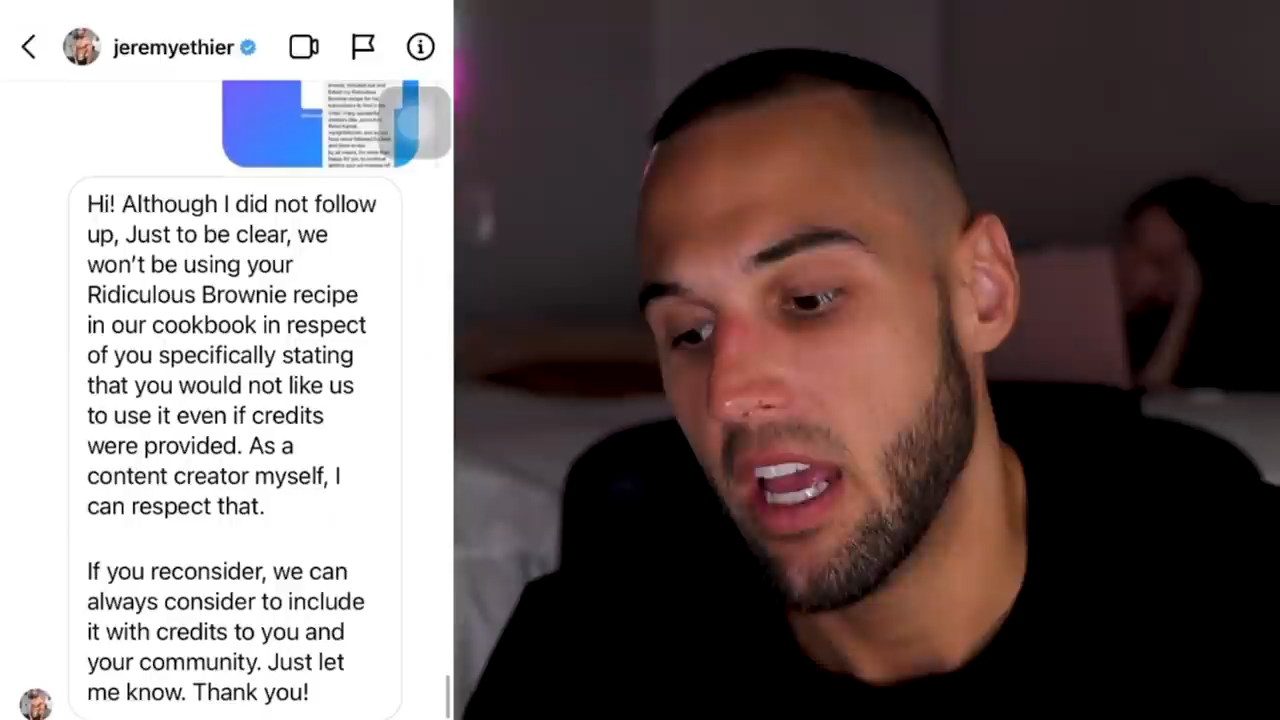 jeremyethier
Hi! Although I did not follow
up, Just to be clear, we
won't be using your
Ridiculous Brownie recipe
in our cookbook in respect
of you specifically stating
that you would not like us
to use it even if credits
were provided. As a
content creator myself, I
can respect that.
If you reconsider, we can
always consider to include
it with credits to you and
your community. Just let
me know. Thank you!